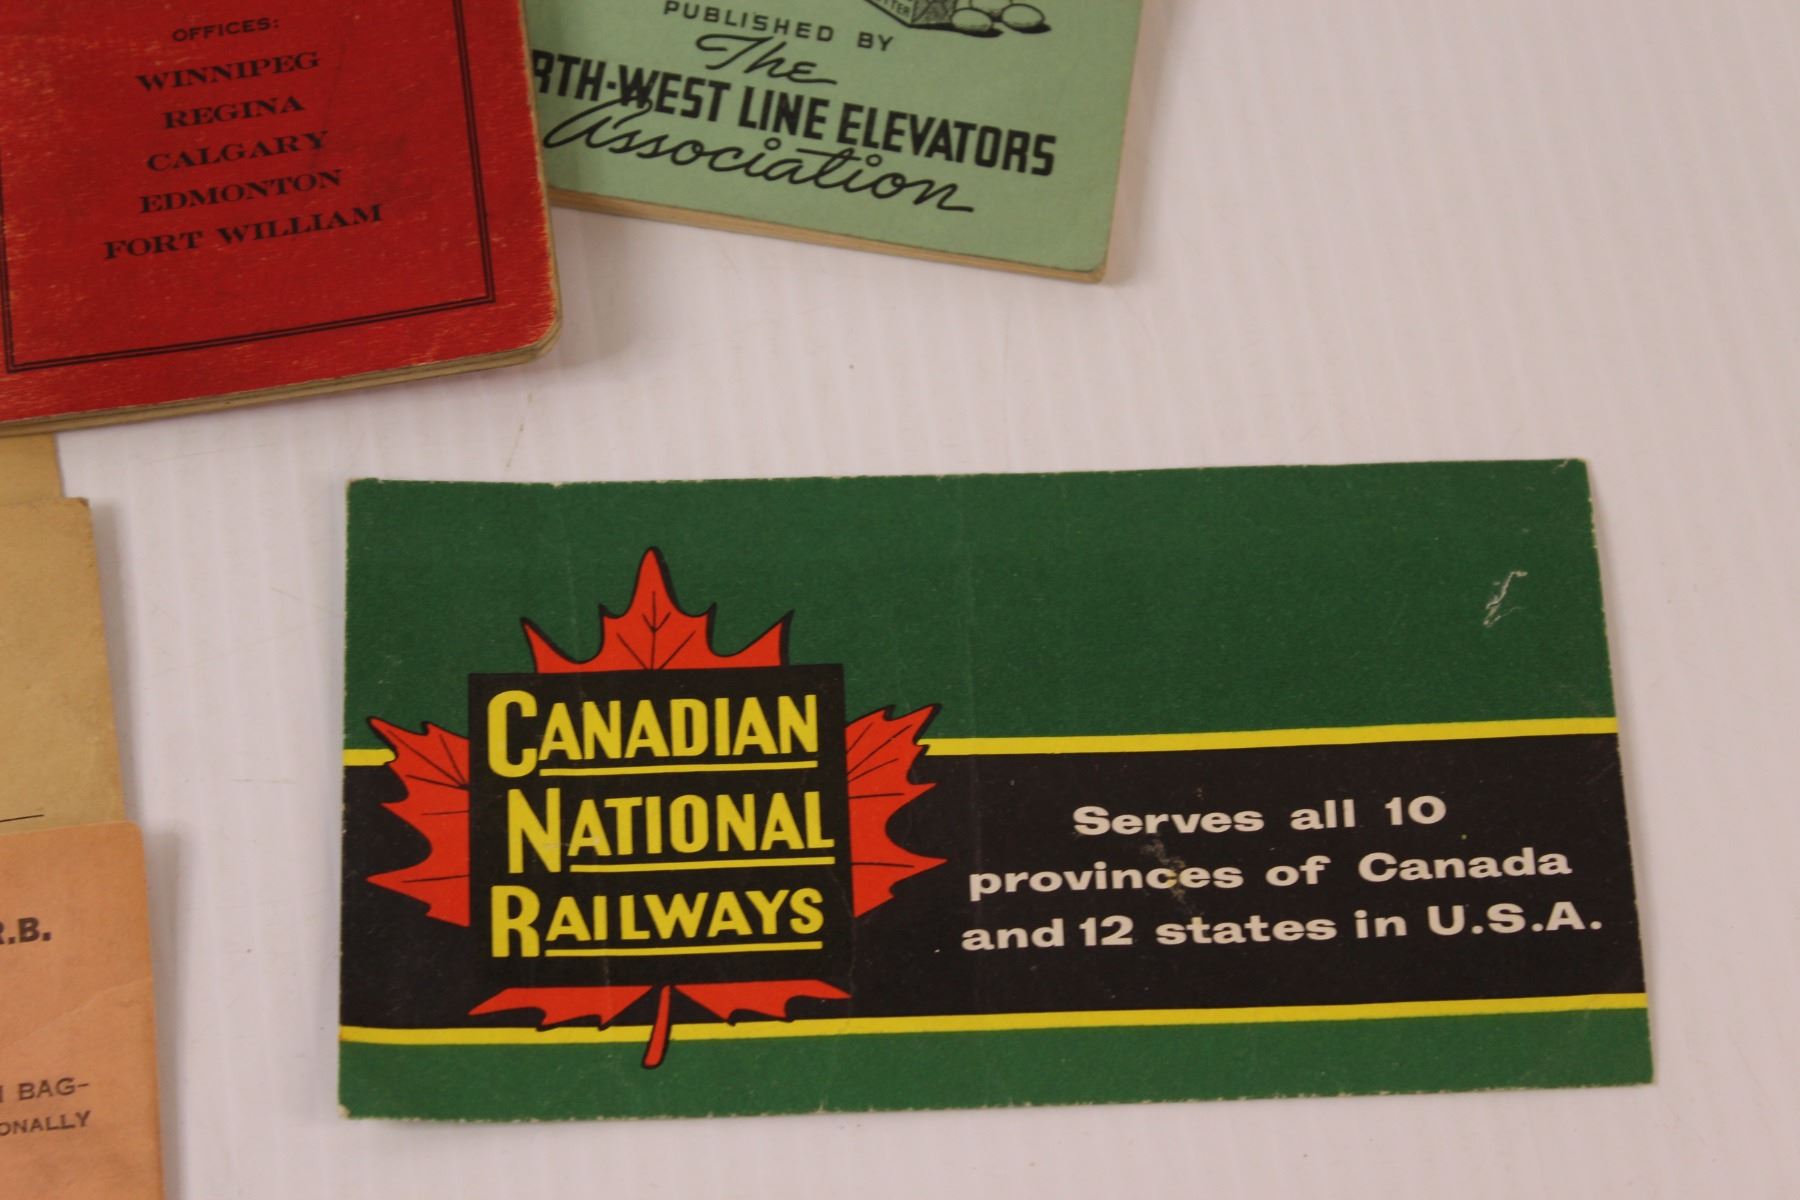 OFFICES:
WINNIPEG
REGINA
CALGARY
EDMONTON
FORT WILLIAM
PUBLISHED BY
The
RTH-WEST LINE ELEVATORS
Association
CANADIAN
NATIONAL
RAILWAYS
Serves all 10
provinces of Canada
and 12 states in U.S.A.
R.B.
BAG-
ONALLY